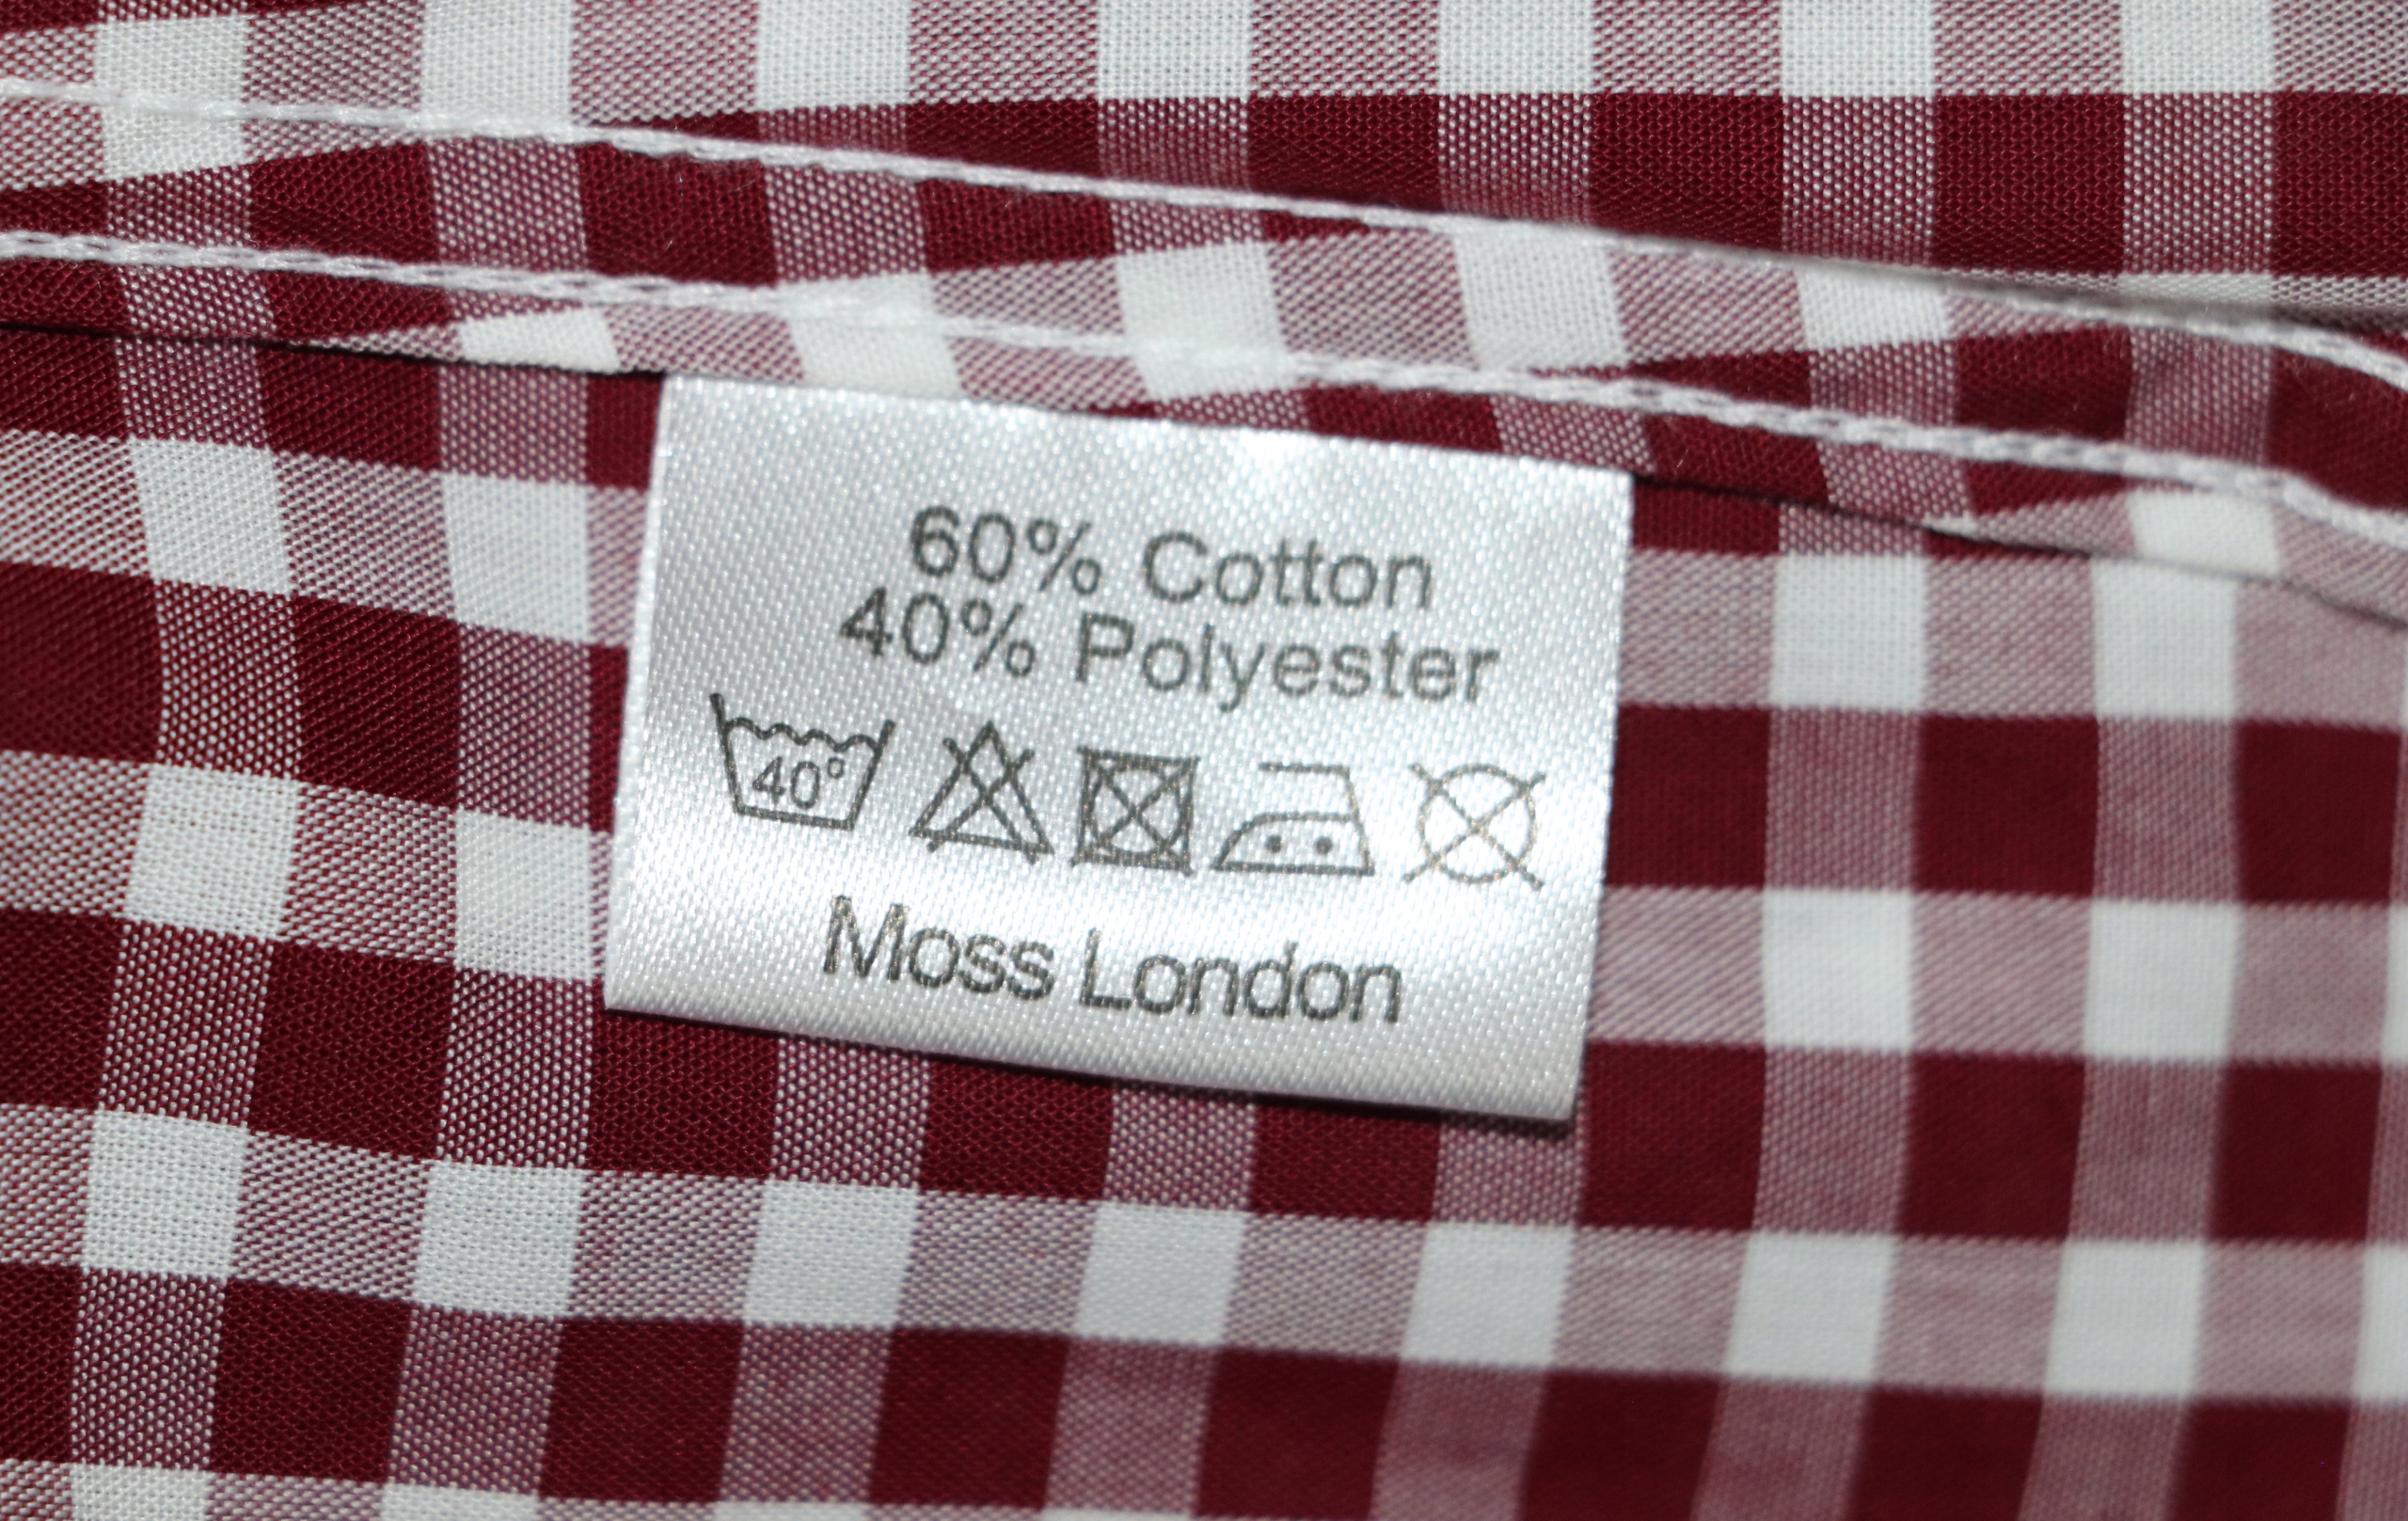 60% Cotton
40% Polyester
40°
Moss London